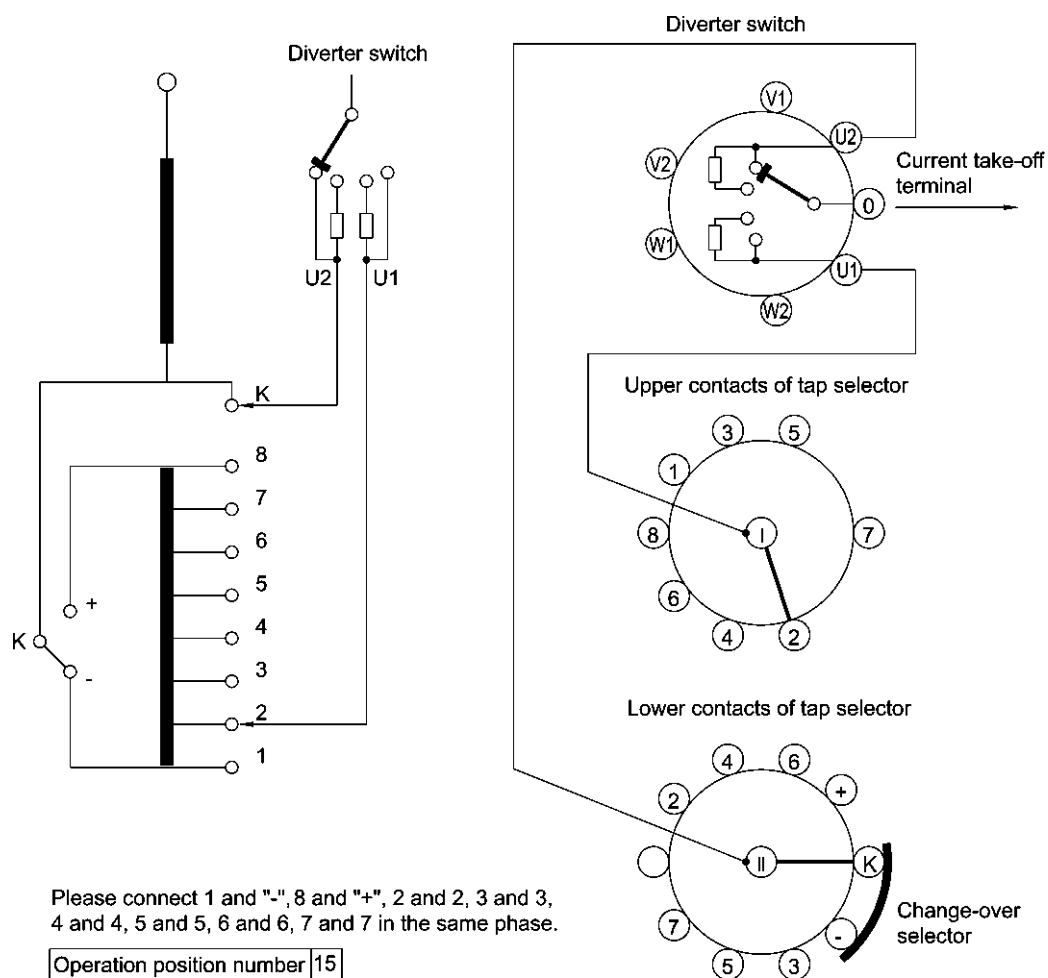 Diverter switch
U2
U1
K
8
7
6
5
4
3
2
1
+
K
-
Diverter switch
V1
U2
V2
0
W1
U1
W2
Current take-off
terminal
Upper contacts of tap selector
3
5
1
8
I
7
6
4
2
Lower contacts of tap selector
4
6
2
+
II
K
7
-
5
3
Change-over
selector
Please connect 1 and "-", 8 and "+", 2 and 2, 3 and 3,
4 and 4, 5 and 5, 6 and 6, 7 and 7 in the same phase.
Operation position number 15